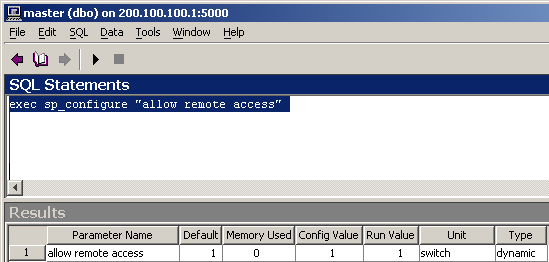 master (dbo) on 200.100.100.1:5000
File Edit SQL Data Tools Window Help
SQL Statements
exec sp_configure "allow remote access"
Results
Parameter Name Default Memory Used Config Value Run Value Unit Type
1 allow remote access 1 0 1 1 switch dynamic